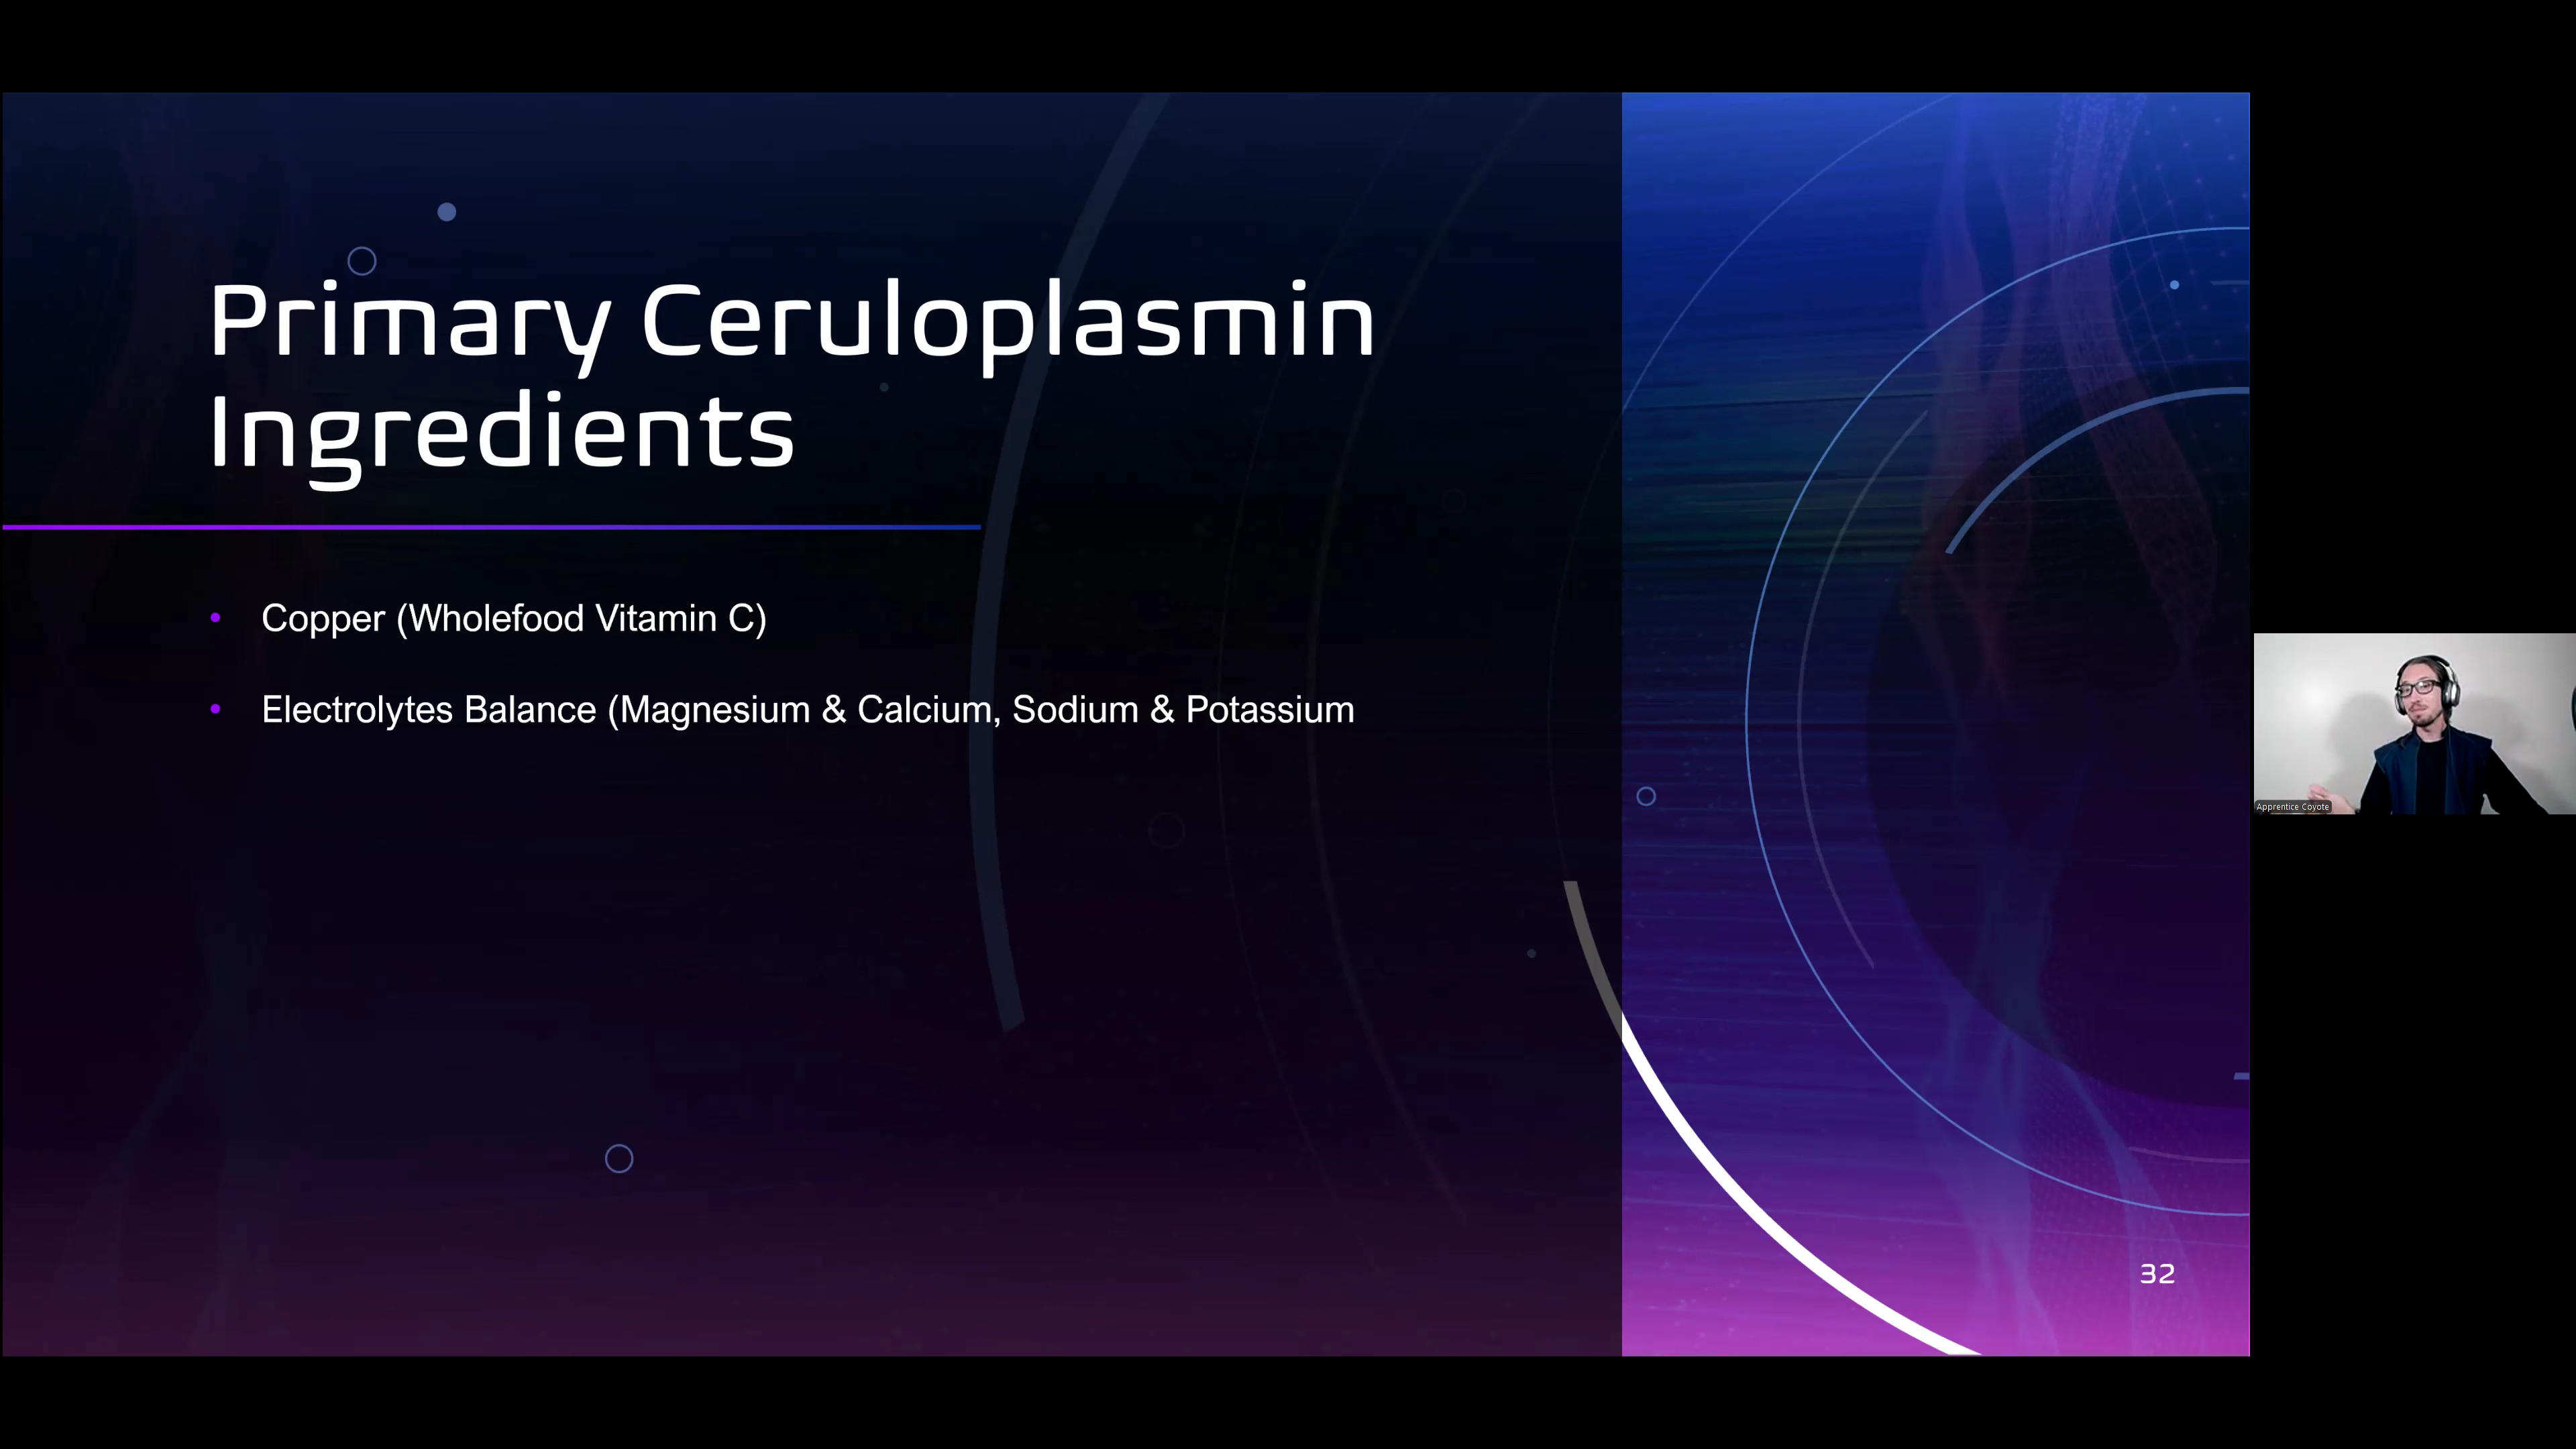 Primary Ceruloplasmin
Ingredients
• Copper (Wholefood Vitamin C)
• Electrolytes Balance (Magnesium & Calcium, Sodium & Potassium
Apprentice Coyote
32